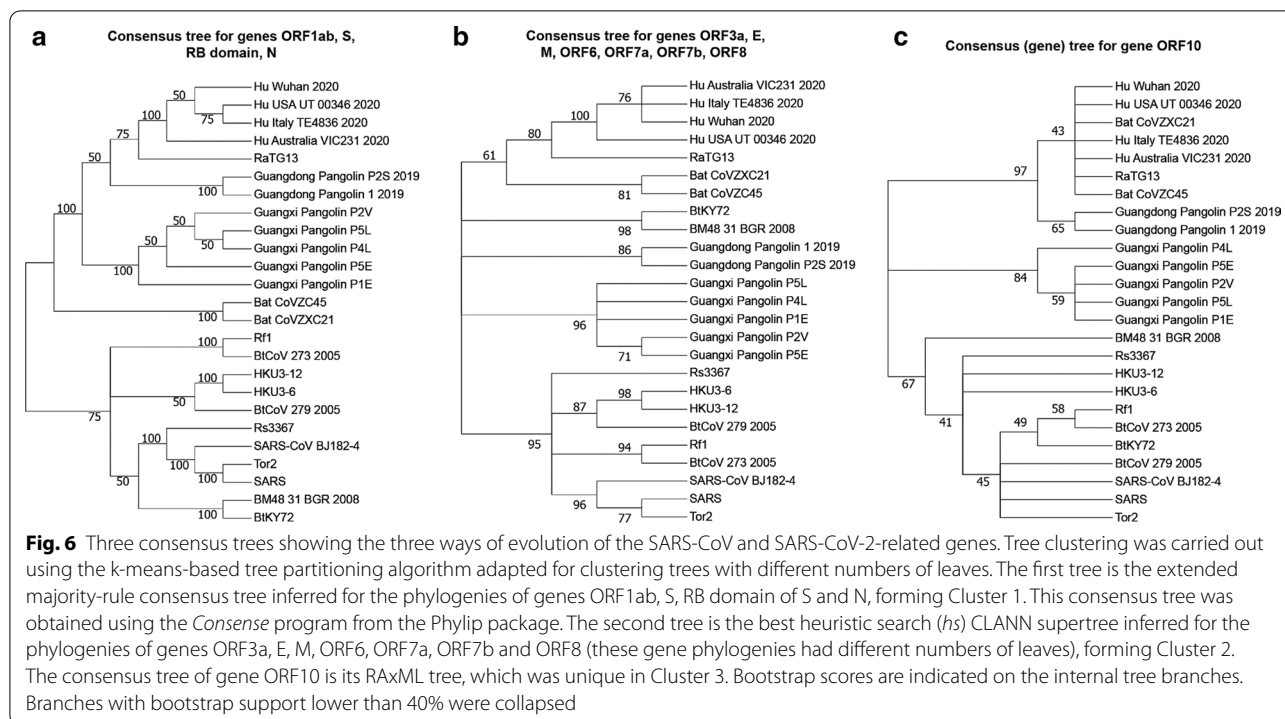 a
Consensus tree for genes ORF1ab, S,
RB domain, N
50
Hu Wuhan 2020
Hu USA UT 00346 2020
100
75
Hu Italy TE4836 2020
75
Hu Australia VIC231 2020
50
RaTG13
Guangdong Pangolin P2S 2019
100
Guangdong Pangolin 1 2019
100
Guangxi Pangolin P2V
50
Guangxi Pangolin P5L
50
50
Guangxi Pangolin P4L
100
Guangxi Pangolin P5E
Guangxi Pangolin P1E
Bat CoVZC45
100
Bat CoVZXC21
Rf1
100
BtCoV 273 2005
HKU3-12
100
HKU3-6
50
BtCoV 279 2005
75
Rs3367
100
SARS-CoV BJ182-4
100
Tor2
100
SARS
50
BM48 31 BGR 2008
100
BtKY72
b
Consensus tree for genes ORF3a, E,
M, ORF6, ORF7a, ORF7b, ORF8
Hu Australia VIC231 2020
76
Hu Italy TE4836 2020
100
Hu Wuhan 2020
80
Hu USA UT 00346 2020
61
RaTG13
Bat CoVZXC21
81
Bat CoVZC45
BtKY72
98
BM48 31 BGR 2008
86
Guangdong Pangolin 1 2019
Guangdong Pangolin P2S 2019
Guangxi Pangolin P5L
Guangxi Pangolin P4L
96
Guangxi Pangolin P1E
Guangxi Pangolin P2V
71
Guangxi Pangolin P5E
Rs3367
98
HKU3-6
87
HKU3-12
BtCoV 279 2005
95
94
Rf1
BtCoV 273 2005
SARS-CoV BJ182-4
96
SARS
77
Tor2
c
Consensus (gene) tree for gene ORF10
Hu Wuhan 2020
Hu USA UT 00346 2020
43
Bat CoVZXC21
Hu Italy TE4836 2020
Hu Australia VIC231 2020
97
RaTG13
Bat CoVZC45
Guangdong Pangolin P2S 2019
65
Guangdong Pangolin 1 2019
Guangxi Pangolin P4L
84
Guangxi Pangolin P5E
Guangxi Pangolin P2V
59
Guangxi Pangolin P5L
Guangxi Pangolin P1E
BM48 31 BGR 2008
67
Rs3367
HKU3-12
41
HKU3-6
58
Rf1
49
BtCoV 273 2005
BtKY72
45
BtCoV 279 2005
SARS-CoV BJ182-4
SARS
Tor2
Fig. 6 Three consensus trees showing the three ways of evolution of the SARS-CoV and SARS-CoV-2-related genes. Tree clustering was carried out
using the k-means-based tree partitioning algorithm adapted for clustering trees with different numbers of leaves. The first tree is the extended
majority-rule consensus tree inferred for the phylogenies of genes ORF1ab, S, RB domain of S and N, forming Cluster 1. This consensus tree was
obtained using the Consense program from the Phylip package. The second tree is the best heuristic search (hs) CLANN supertree inferred for the
phylogenies of genes ORF3a, E, M, ORF6, ORF7a, ORF7b and ORF8 (these gene phylogenies had different numbers of leaves), forming Cluster 2.
The consensus tree of gene ORF10 is its RAxML tree, which was unique in Cluster 3. Bootstrap scores are indicated on the internal tree branches.
Branches with bootstrap support lower than 40% were collapsed